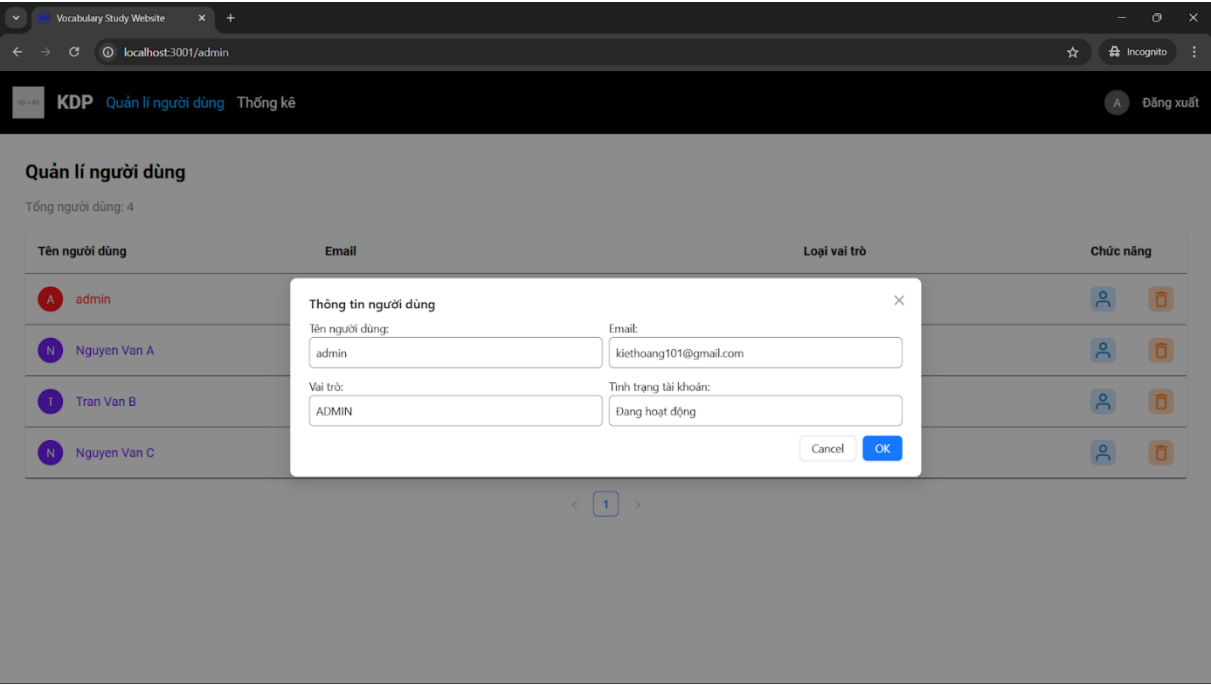 Vocabulary Study Website
localhost:3001/admin
Incognito
40 × 40 KDP Quản lí người dùng Thống kê A Đăng xuất
Quản lí người dùng
Tổng người dùng: 4
Tên người dùng Email Loại vai trò Chức năng
A admin
N Nguyen Van A
T Tran Van B
N Nguyen Van C
Thông tin người dùng
Tên người dùng: Email:
admin kiethoang101@gmail.com
Vai trò: Tình trạng tài khoản:
ADMIN Đang hoạt động
Cancel OK
< 1 >